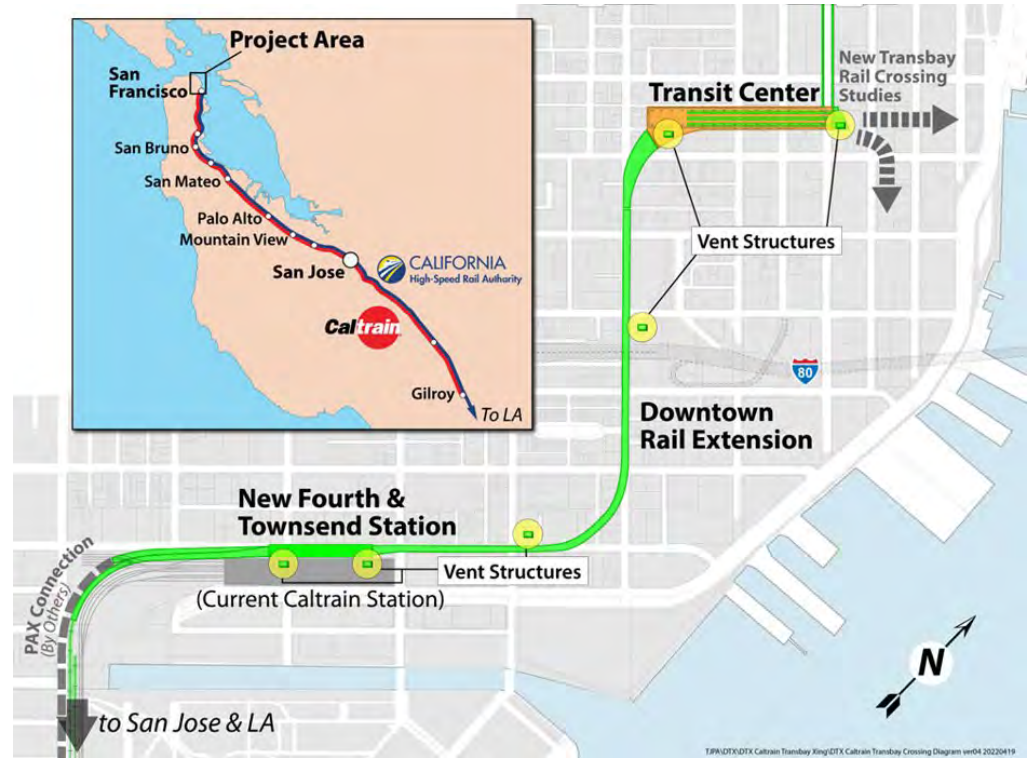 Project Area
San
Francisco
San Bruno
San Mateo
Palo Alto
Mountain View
San Jose
CALIFORNIA
High-Speed Rail Authority
Caltrain
Gilroy
To LA
New Transbay
Rail Crossing
Studies
Transit Center
Vent Structures
80
Downtown
Rail Extension
New Fourth &
Townsend Station
Vent Structures
(Current Caltrain Station)
PAX Connection
(By Others)
to San Jose & LA
N
TJPA\DTX\DTX Caltrain Transbay Xing\DTX Caltrain Transbay Crossing Diagram ver04 20220419